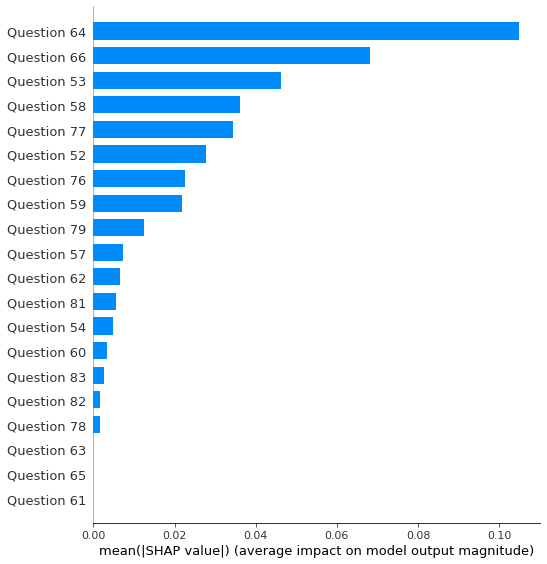 Question 64
Question 66
Question 53
Question 58
Question 77
Question 52
Question 76
Question 59
Question 79
Question 57
Question 62
Question 81
Question 54
Question 60
Question 83
Question 82
Question 78
Question 63
Question 65
Question 61
0.00 0.02 0.04 0.06 0.08 0.10
mean(|SHAP value|) (average impact on model output magnitude)